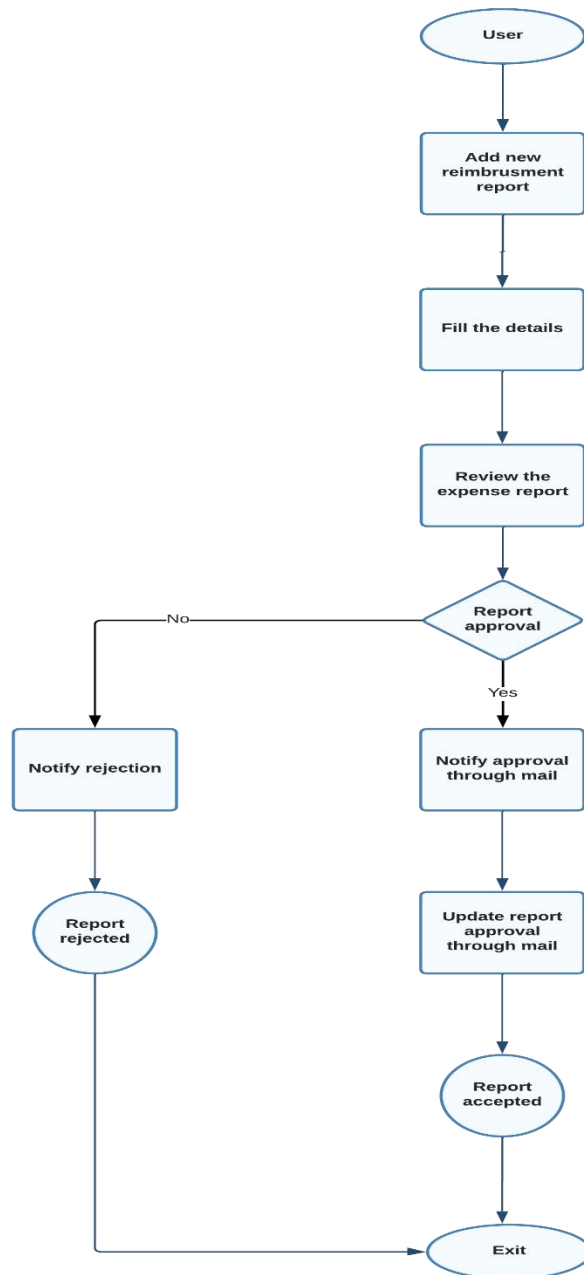 User
Add new
reimbrusment
report
Fill the details
Review the
expense report
Report
approval
No
Yes
Notify rejection
Notify approval
through mail
Report
rejected
Update report
approval
through mail
Report
accepted
Exit